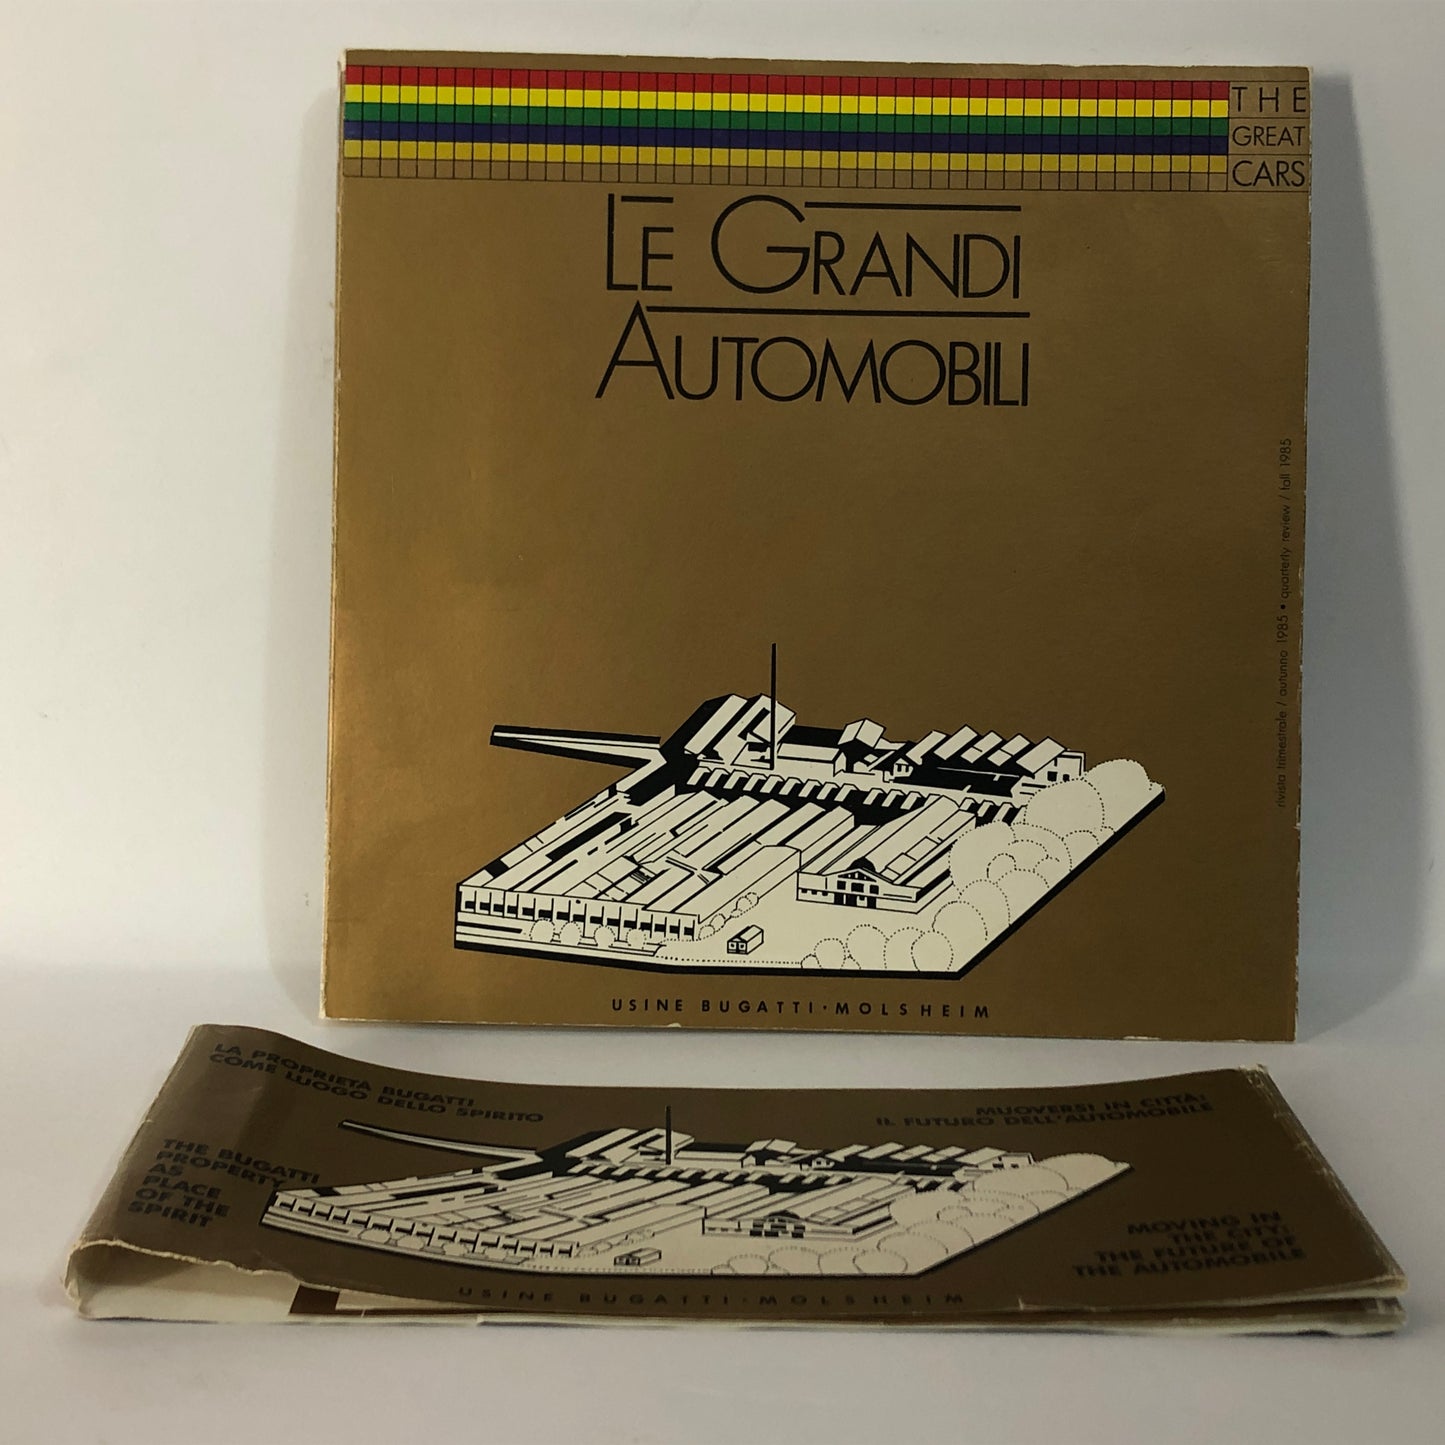 THE
GREAT
CARS
LE GRANDI
AUTOMOBILI
rivista trimestrale / autunno 1985 • quarterly review / fall 1985
USINE BUGATTI · MOLSHEIM
LA PROPRIETA BUGATTI
COME LUOGO DELLO SPIRITO
MUOVERSI IN CITTÀ:
IL FUTURO DELL'AUTOMOBILE
THE BUGATTI
PROPERTY
AS
PLACE
OF THE
SPIRIT
MOVING IN
THE CITY:
THE FUTURE OF
THE AUTOMOBILE
USINE BUGATTI · MOLSHEIM